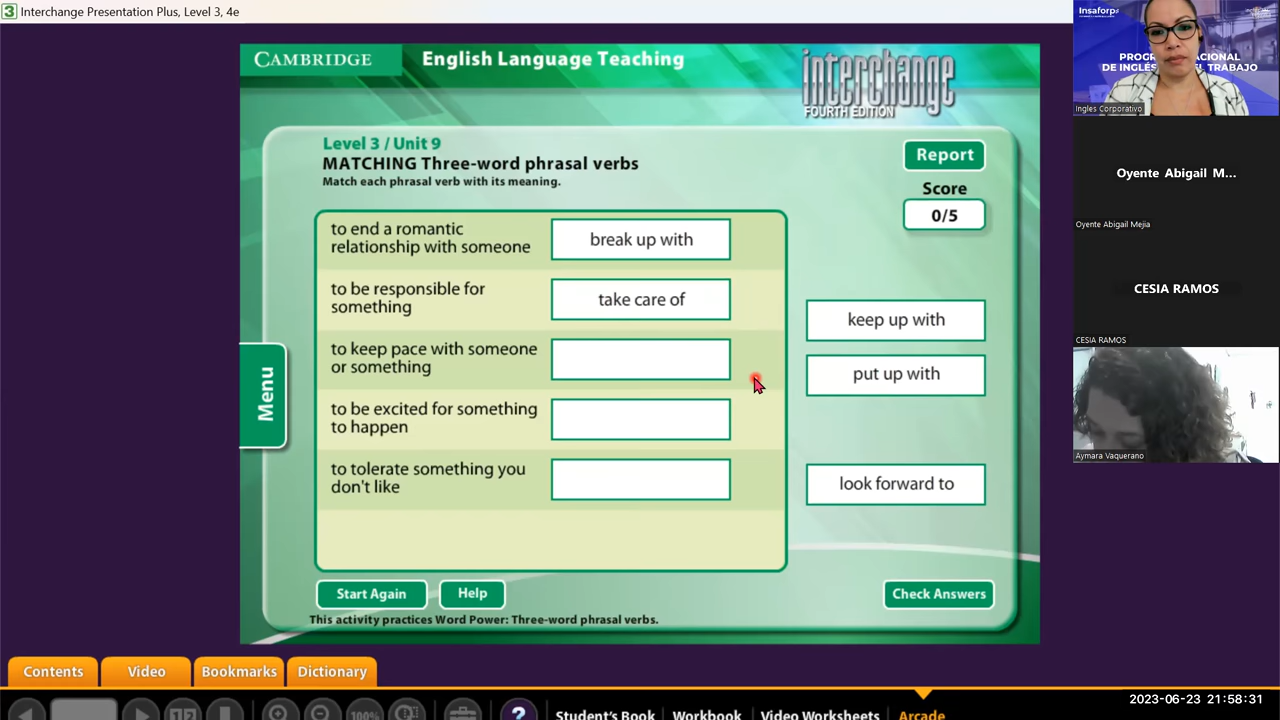 Interchange Presentation Plus, Level 3, 4e
CAMBRIDGE
English Language Teaching
interchange
FOURTH EDITION
Level 3 / Unit 9
MATCHING Three-word phrasal verbs
Match each phrasal verb with its meaning.
Report
Score
0/5
to end a romantic
relationship with someone
break up with
to be responsible for
something
take care of
to keep pace with someone
or something
to be excited for something
to happen
to tolerate something you
don't like
keep up with
put up with
look forward to
Menu
Start Again
Help
Check Answers
This activity practices Word Power: Three-word phrasal verbs.
Contents
Video
Bookmarks
Dictionary
100%
?
Student's Book
Workbook
Video Worksheets
Arcade
2023-06-23 21:58:31
Insaforp
Ingles Corporativo
Oyente Abigail M...
Oyente Abigail Mejia
CESIA RAMOS
CESIA RAMOS
Aymara Vaquerano